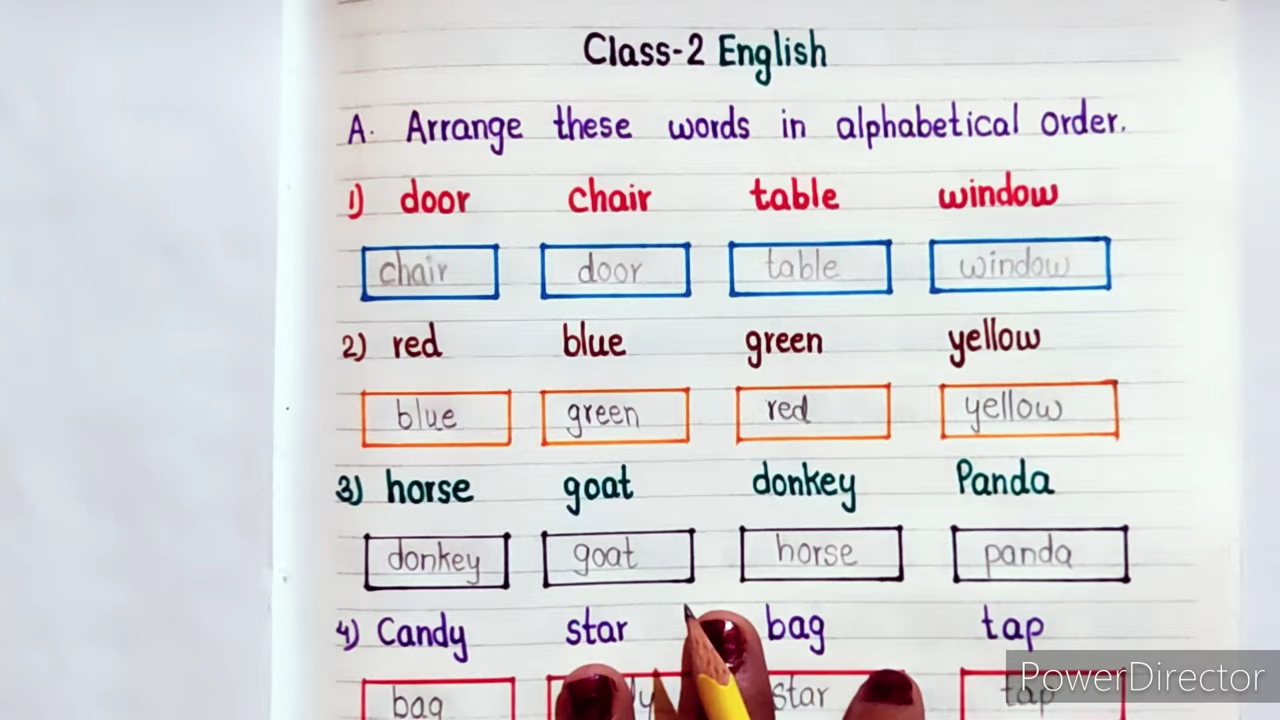 Class-2 English
A. Arrange these words in alphabetical order.
1) door chair table window
chair door table window
2) red blue green yellow
blue green red yellow
3) horse goat donkey Panda
donkey goat horse panda
4) Candy star bag tap
bag star tap
PowerDirector